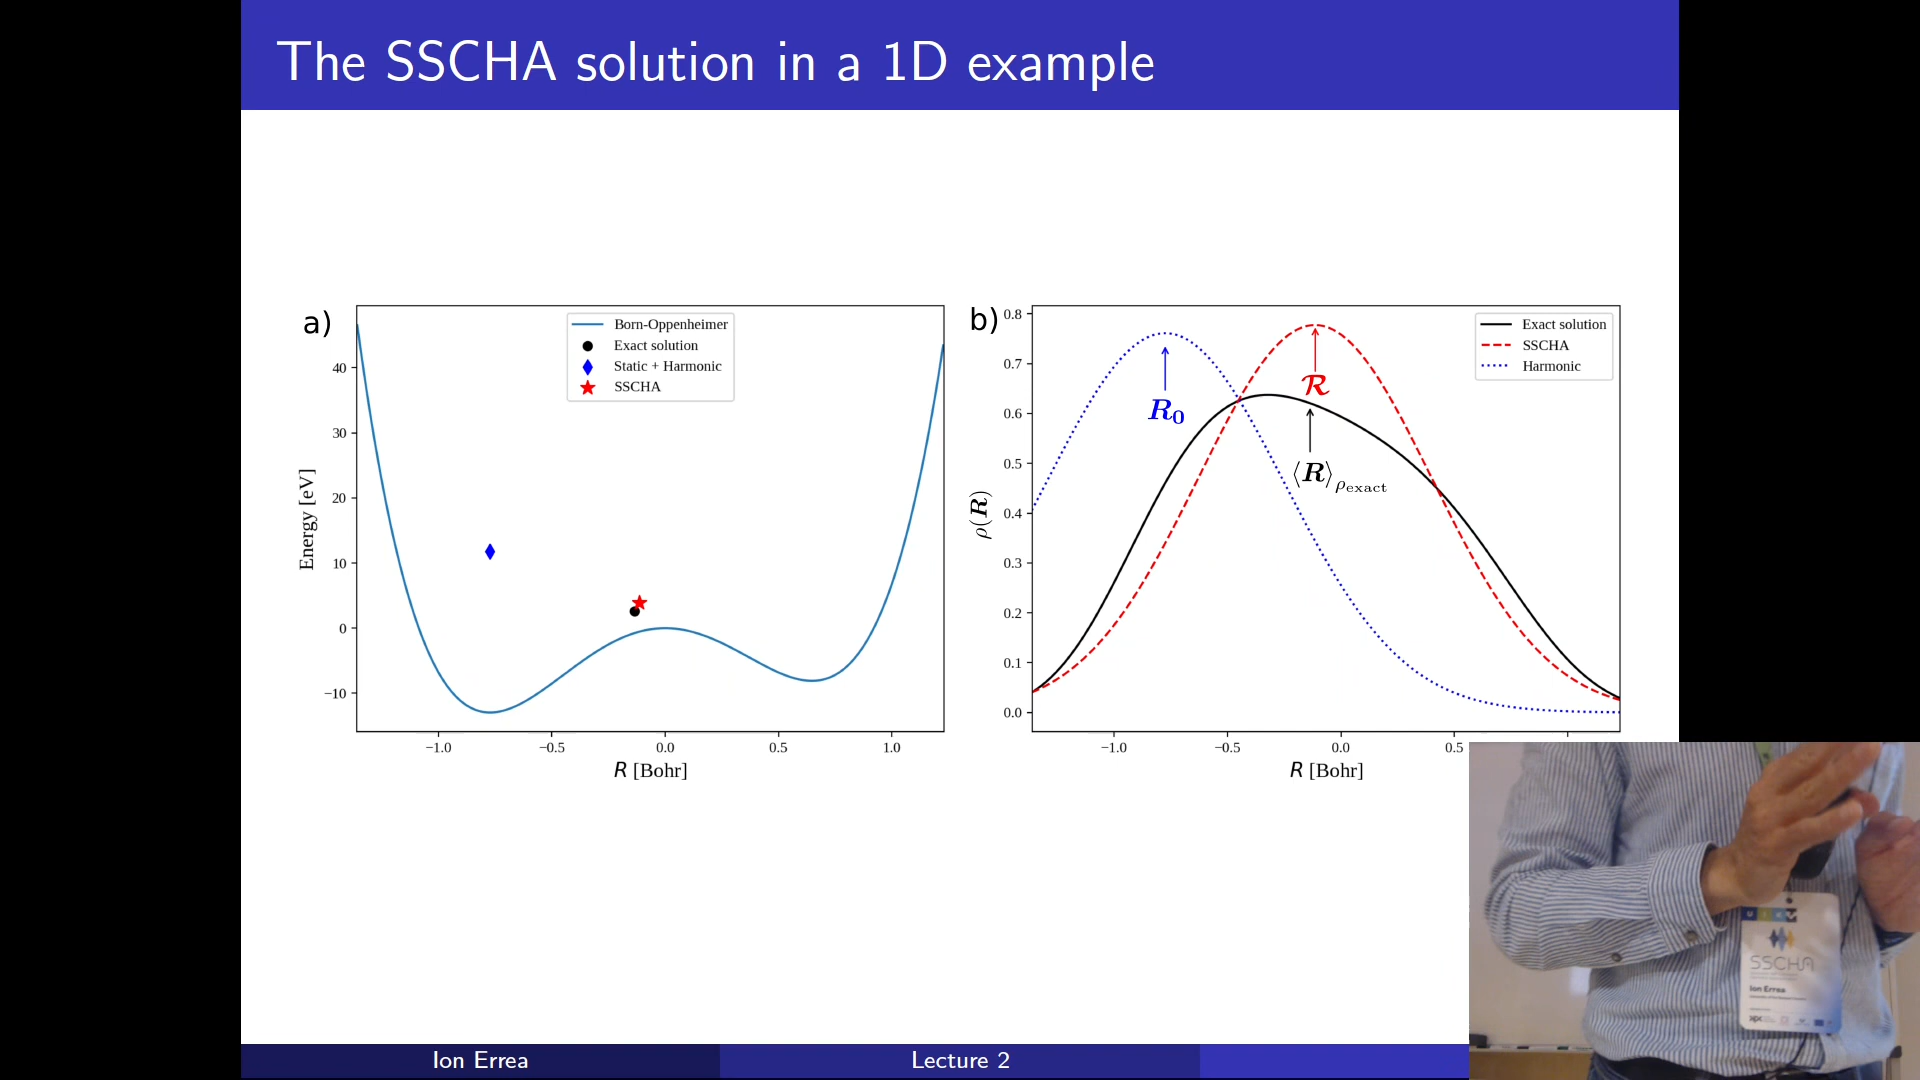 The SSCHA solution in a 1D example
a)
Born-Oppenheimer
Exact solution
Static + Harmonic
SSCHA
40
30
20
10
0
−10
Energy [eV]
−1.0
−0.5
0.0
0.5
1.0
R [Bohr]
b)
Exact solution
SSCHA
Harmonic
0.8
0.7
0.6
0.5
0.4
0.3
0.2
0.1
0.0
ρ(R)
R₀
ℛ
⟨R⟩ρexact
−1.0
−0.5
0.0
0.5
R [Bohr]
SSCHA
Ion Errea
Ion Errea
Lecture 2